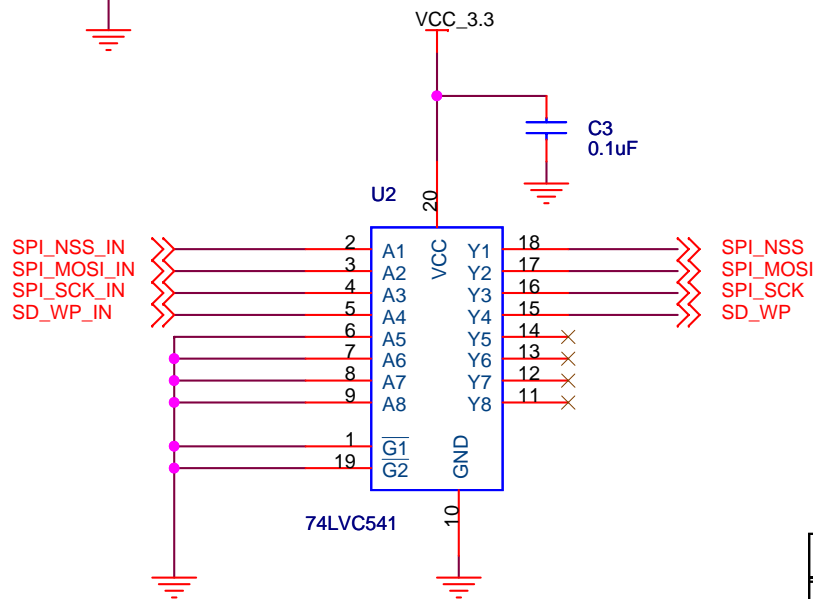 VCC_3.3
C3
0.1uF
U2
20
VCC
SPI_NSS_IN 2 A1 Y1 18 SPI_NSS
SPI_MOSI_IN 3 A2 Y2 17 SPI_MOSI
SPI_SCK_IN 4 A3 Y3 16 SPI_SCK
SD_WP_IN 5 A4 Y4 15 SD_WP
6 A5 Y5 14
7 A6 Y6 13
8 A7 Y7 12
9 A8 Y8 11
1 G1
19 G2
GND
10
74LVC541